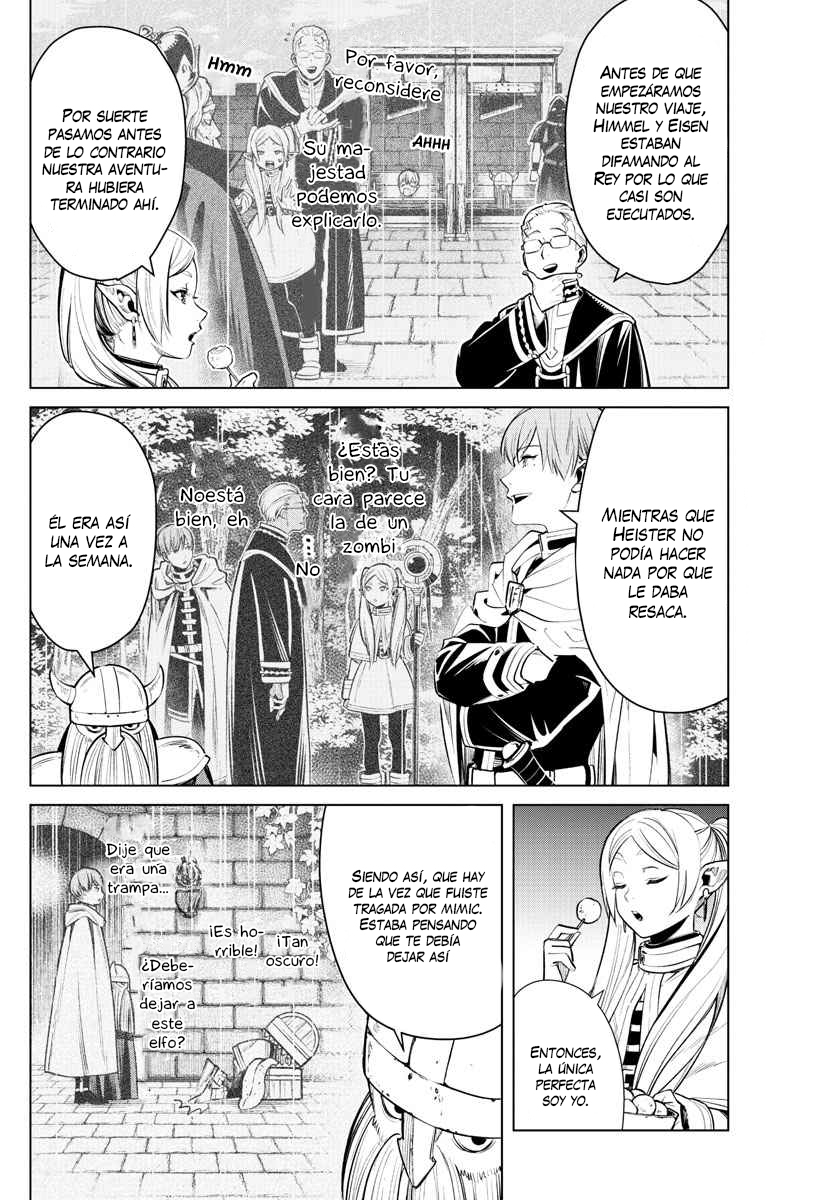 ANTES DE QUE
EMPEZÁRAMOS
NUESTRO VIAJE,
HIMMEL Y EISEN
ESTABAN
DIFAMANDO AL
REY POR LO QUE
CASI SON
EJECUTADOS.
Por favor,
reconsidere
Hmm
AHHH
Su ma-
jestad
podemos
explicarlo.
POR SUERTE
PASAMOS ANTES
DE LO CONTRARIO
NUESTRA AVENTU-
RA HUBIERA
TERMINADO AHÍ.
MIENTRAS QUE
HEISTER NO
PODÍA HACER
NADA POR QUE
LE DABA
RESACA.
¿Estas
bien? Tu
cara parece
la de un
zombi
Noestá
bien, eh
...
No
ÉL ERA ASÍ
UNA VEZ A
LA SEMANA.
ENTONCES,
LA ÚNICA
PERFECTA
SOY YO.
SIENDO ASÍ, QUE HAY
DE LA VEZ QUE FUISTE
TRAGADA POR MIMIC.
ESTABA PENSANDO
QUE TE DEBÍA
DEJAR ASÍ
Dije que
era una
trampa...
¡Es ho-
rrible!
¡Tan
oscuro!
¿Debe-
ríamos
dejar a
este
elfo?